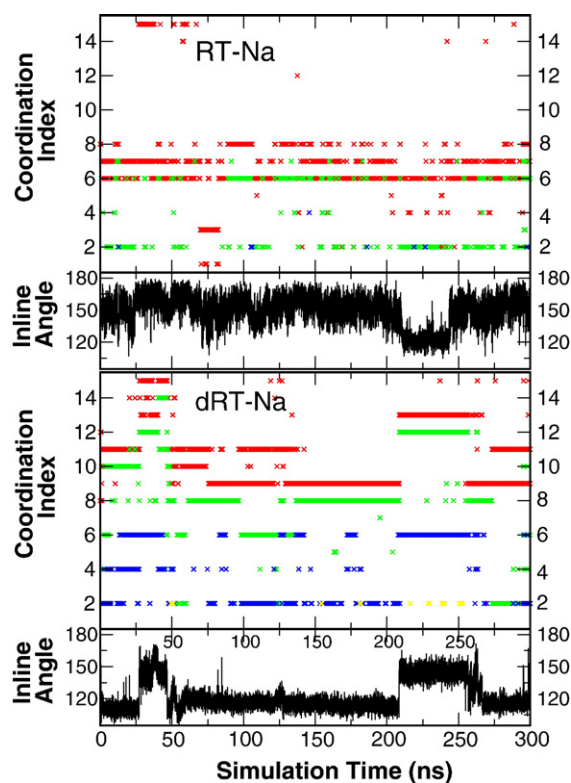 RT-Na
Coordination Index
14 14
12 12
10 10
8 8
6 6
4 4
2 2
Inline Angle
180 180
150 150
120 120
dRT-Na
Coordination Index
14 14
12 12
10 10
8 8
6 6
4 4
2 2
50 100 150 200 250
Inline Angle
150 150
120 120
0 50 100 150 200 250 300
Simulation Time (ns)